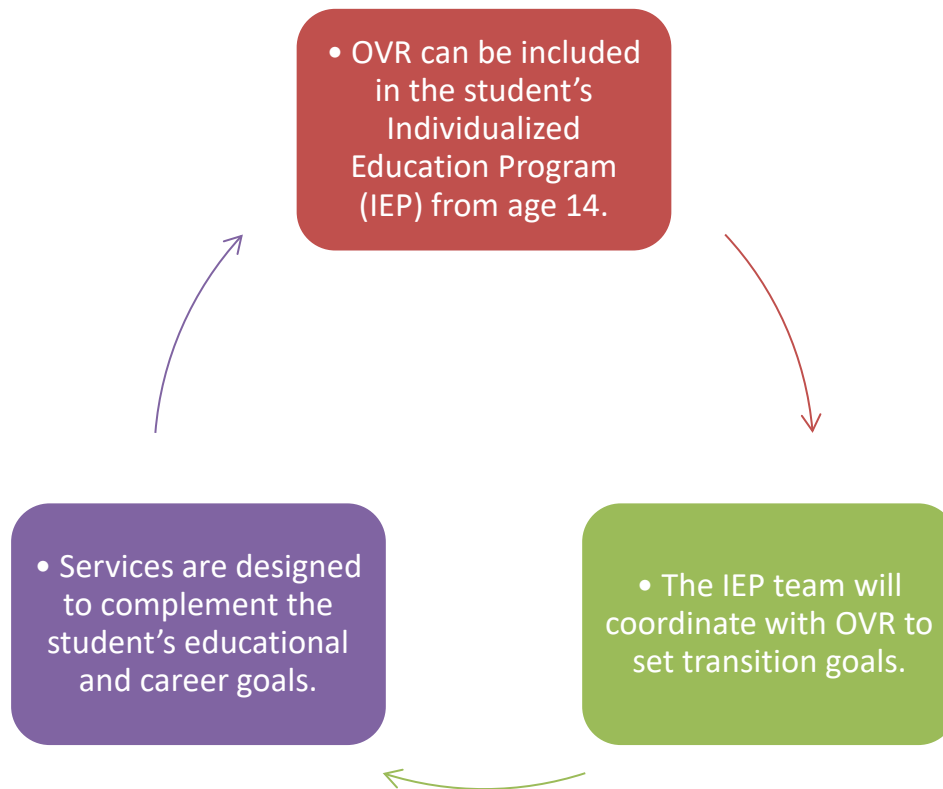 • OVR can be included
in the student’s
Individualized
Education Program
(IEP) from age 14.
• The IEP team will
coordinate with OVR to
set transition goals.
• Services are designed
to complement the
student’s educational
and career goals.